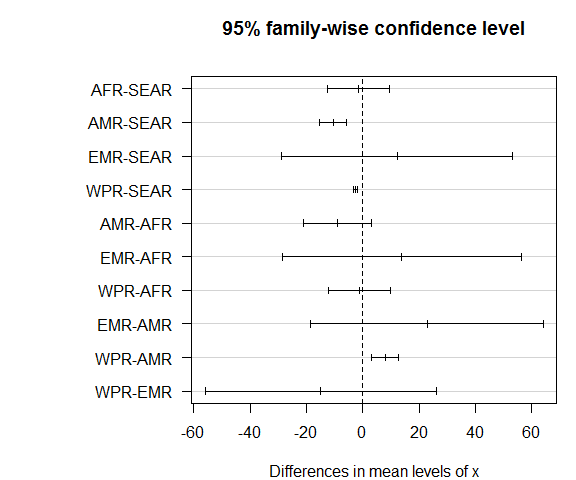 95% family-wise confidence level
AFR-SEAR
AMR-SEAR
EMR-SEAR
WPR-SEAR
AMR-AFR
EMR-AFR
WPR-AFR
EMR-AMR
WPR-AMR
WPR-EMR
-60 -40 -20 0 20 40 60
Differences in mean levels of x